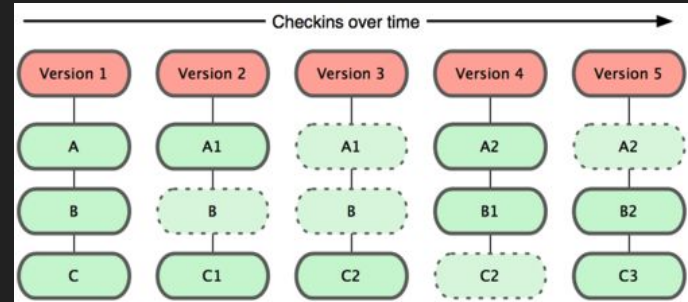 Checkins over time
Version 1 Version 2 Version 3 Version 4 Version 5
A A1 A1 A2 A2
B B B B1 B2
C C1 C2 C2 C3